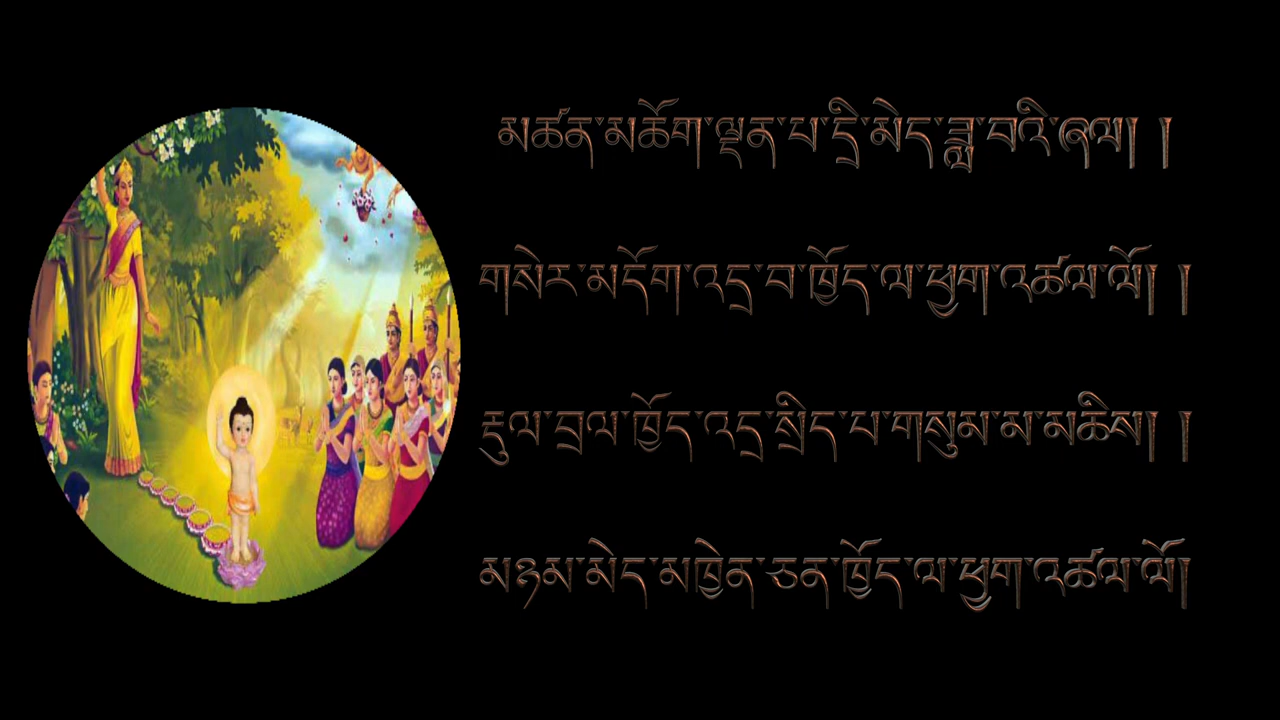 མཚན་མཆོག་ལྡན་པ་དྲི་མེད་ཟླ་བའི་ཞལ། །
གསེར་མདོག་འདྲ་བ་ཁྱོད་ལ་ཕྱག་འཚལ་ལོ། །
རྡུལ་བྲལ་ཁྱོད་འདྲ་སྲིད་པ་གསུམ་མ་མཆིས། །
མཉམ་མེད་མཁྱེན་ཅན་ཁྱོད་ལ་ཕྱག་འཚལ་ལོ།